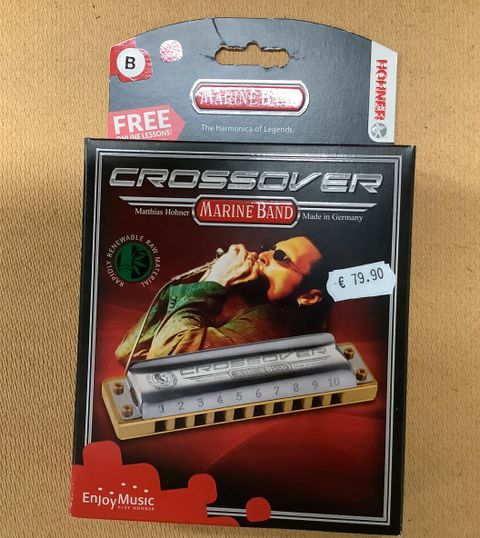 B
HOHNER
MARINE BAND
FREE
ONLINE LESSONS!
The Harmonica of Legends.
CROSSOVER
Matthias Hohner MARINE BAND Made in Germany
RAPIDLY RENEWABLE RAW MATERIAL
€ 79.90
CROSSOVER
MARINE BAND
1 2 3 4 5 6 7 8 9 10
EnjoyMusic
PLAY HOHNER